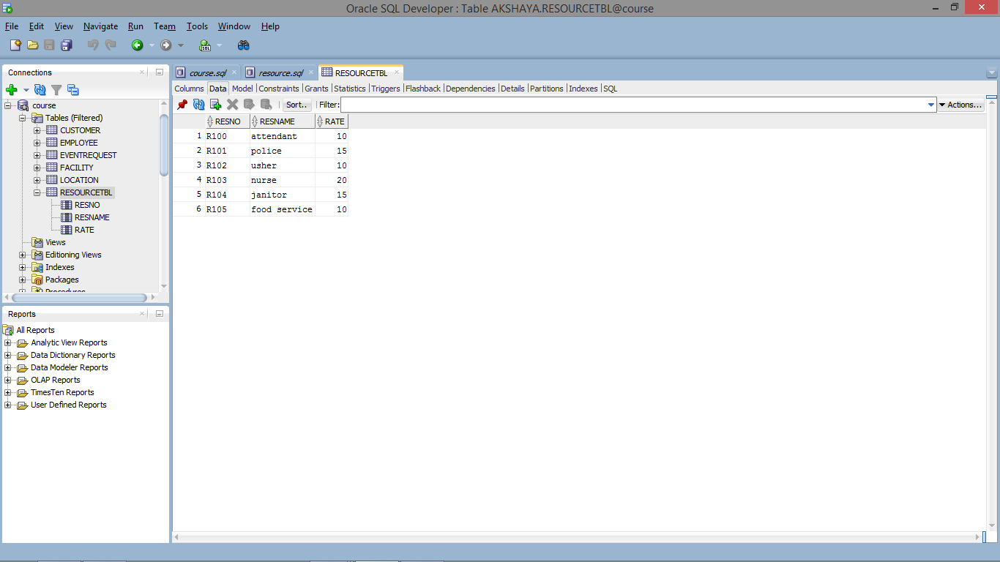 Oracle SQL Developer : Table AKSHAYA.RESOURCETBL@course
File Edit View Navigate Run Team Tools Window Help
SQL
Connections
course
Tables (Filtered)
CUSTOMER
EMPLOYEE
EVENTREQUEST
FACILITY
LOCATION
RESOURCETBL
RESNO
RESNAME
RATE
Views
Editioning Views
Indexes
Packages
Procedures
Reports
All Reports
Analytic View Reports
Data Dictionary Reports
Data Modeler Reports
OLAP Reports
TimesTen Reports
User Defined Reports
course.sql resource.sql RESOURCETBL
Columns Data Model Constraints Grants Statistics Triggers Flashback Dependencies Details Partitions Indexes SQL
Sort.. Filter: Actions...
RESNO RESNAME RATE
1 R100 attendant 10
2 R101 police 15
3 R102 usher 10
4 R103 nurse 20
5 R104 janitor 15
6 R105 food service 10